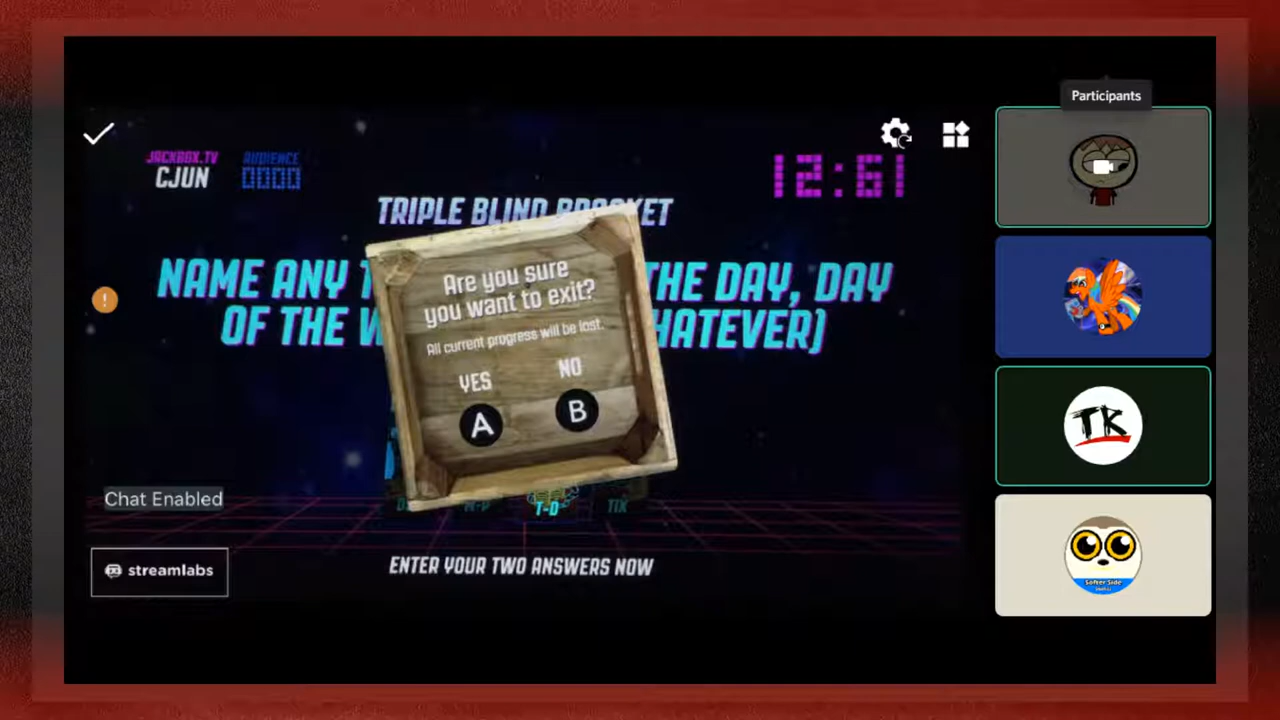 Participants
JACKBOX.TV
CJUN
AUDIENCE
0000
12:61
TRIPLE BLIND BRACKET
NAME ANY T THE DAY, DAY
OF THE W HATEVER)
Are you sure
you want to exit?
All current progress will be lost.
YES
NO
A
B
TK
Chat Enabled
T-D
TIX
streamlabs
ENTER YOUR TWO ANSWERS NOW
Softer Side